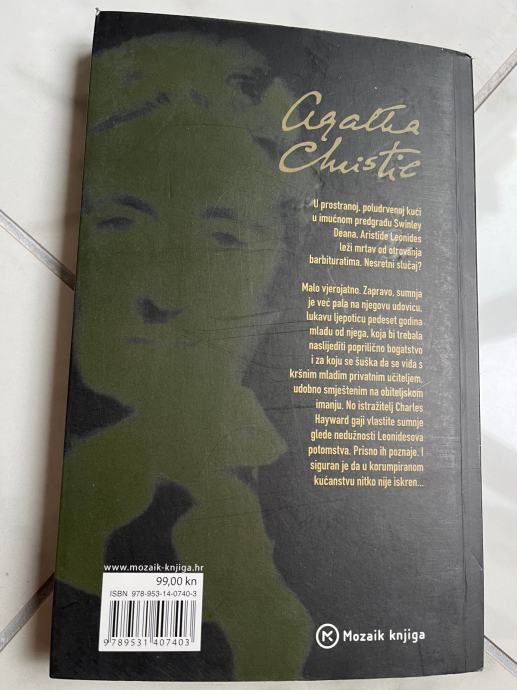 Agatha
Christie
U prostranoj, poludrvenoj kući
u imućnom predgrađu Swinley
Deana. Aristide Leonides
leži mrtav od otrovanja
barbituratima. Nesretni slučaj?
Malo vjerojatno. Zapravo, sumnja
je već pala na njegovu udovicu,
lukavu ljepoticu pedeset godina
mlađu od njega, koja bi trebala
naslijediti poprilično bogatstvo
i za koju se šuška da se viđa s
kršnim mladim privatnim učiteljem,
udobno smještenim na obiteljskom
imanju. No istražitelj Charles
Hayward gaji vlastite sumnje
glede nedužnosti Leonidesova
potomstva. Prisno ih poznaje. I
siguran je da u korumpiranom
kućanstvu nitko nije iskren...
www.mozaik-knjiga.hr
99,00 kn
ISBN 978-953-14-0740-3
9 789531 407403
Mozaik knjiga